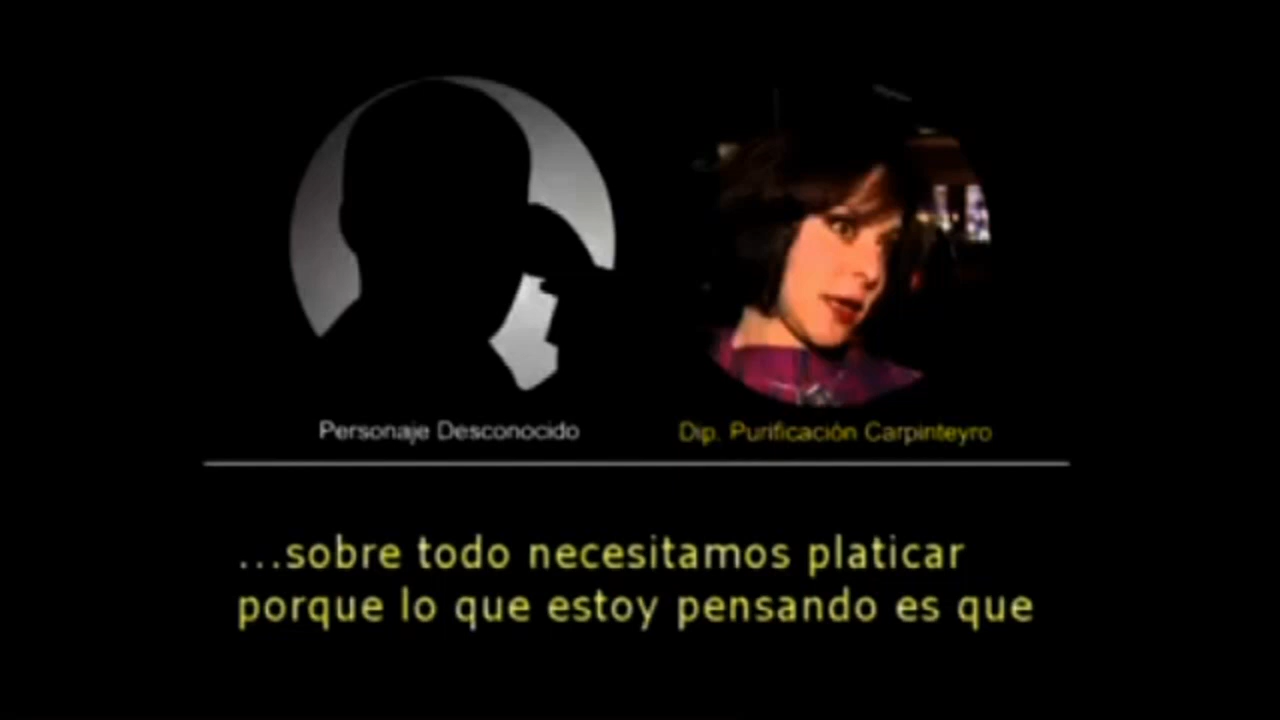 Personaje Desconocido
Dip. Purificación Carpinteyro
...sobre todo necesitamos platicar
porque lo que estoy pensando es que